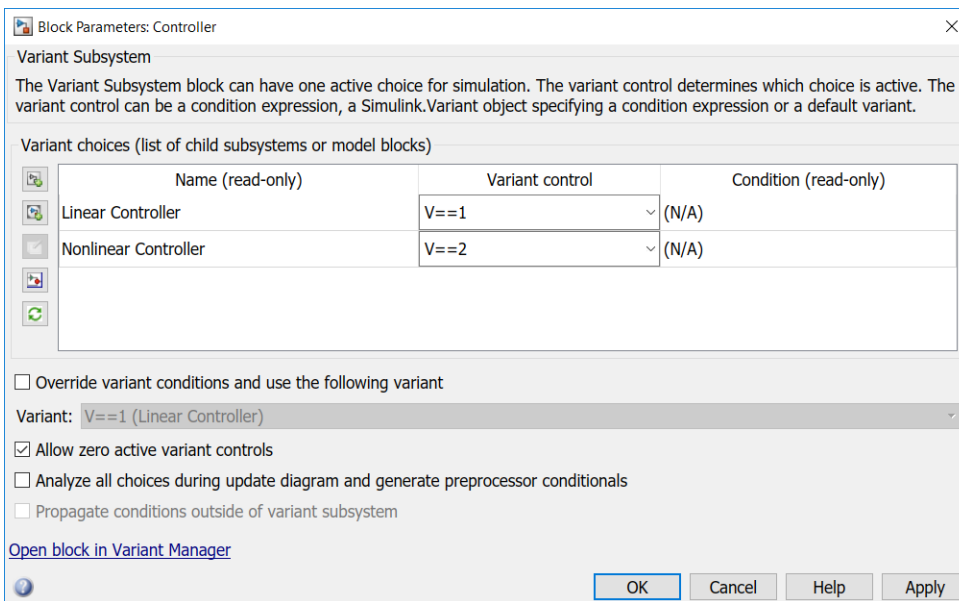 Block Parameters: Controller
Variant Subsystem
The Variant Subsystem block can have one active choice for simulation. The variant control determines which choice is active. The
variant control can be a condition expression, a Simulink.Variant object specifying a condition expression or a default variant.
Variant choices (list of child subsystems or model blocks)
Name (read-only) Variant control Condition (read-only)
Linear Controller V==1 (N/A)
Nonlinear Controller V==2 (N/A)
Override variant conditions and use the following variant
Variant: V==1 (Linear Controller)
Allow zero active variant controls
Analyze all choices during update diagram and generate preprocessor conditionals
Propagate conditions outside of variant subsystem
Open block in Variant Manager
? OK Cancel Help Apply